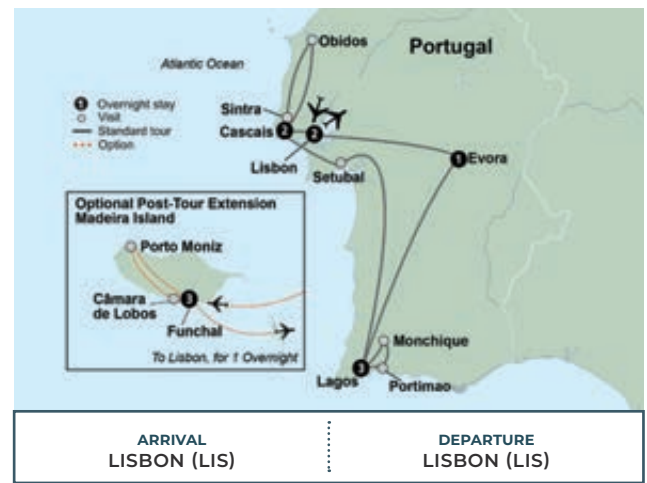 Obidos
Portugal
Atlantic Ocean
1 Overnight stay
Visit
Standard tour
Option
Sintra
Cascais 2
2
Lisbon
Setubal
1 Evora
Optional Post-Tour Extension
Madeira Island
Porto Moniz
Câmara
de Lobos
3
Funchal
To Lisbon, for 1 Overnight
Monchique
3
Lagos
Portimao
ARRIVAL
LISBON (LIS)
DEPARTURE
LISBON (LIS)